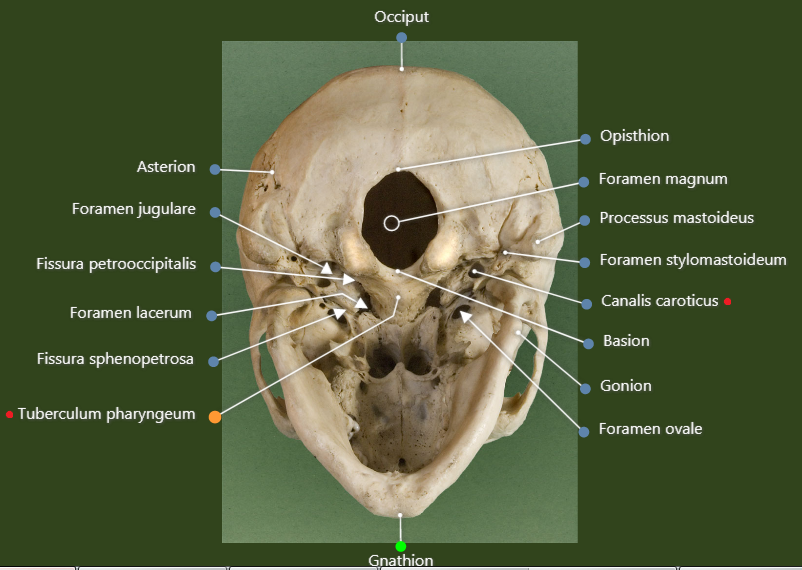 Occiput
Opisthion
Asterion
Foramen magnum
Foramen jugulare
Processus mastoideus
Fissura petrooccipitalis
Foramen stylomastoideum
Foramen lacerum
Canalis caroticus
Basion
Fissura sphenopetrosa
Gonion
Tuberculum pharyngeum
Foramen ovale
Gnathion